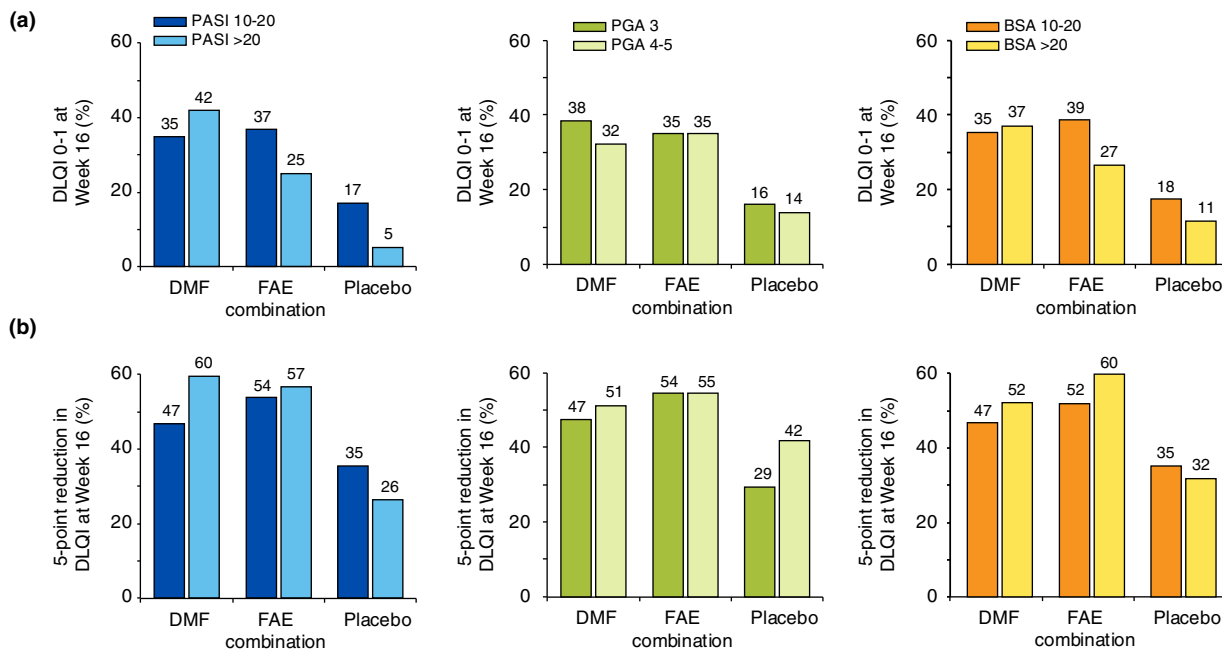 (a)
PASI 10-20
PASI >20
DLQI 0-1 at
Week 16 (%)
60
40
20
0
35
42
37
25
17
5
DMF
FAE
combination
Placebo
PGA 3
PGA 4-5
DLQI 0-1 at
Week 16 (%)
60
40
20
0
38
32
35
35
16
14
DMF
FAE
combination
Placebo
BSA 10-20
BSA >20
DLQI 0-1 at
Week 16 (%)
60
40
20
0
35
37
39
27
18
11
DMF
FAE
combination
Placebo
(b)
5-point reduction in
DLQI at Week 16 (%)
60
40
20
0
47
60
54
57
35
26
DMF
FAE
combination
Placebo
5-point reduction in
DLQI at Week 16 (%)
60
40
20
0
47
51
54
55
29
42
DMF
FAE
combination
Placebo
5-point reduction in
DLQI at Week 16 (%)
60
40
20
0
47
52
52
60
35
32
DMF
FAE
combination
Placebo